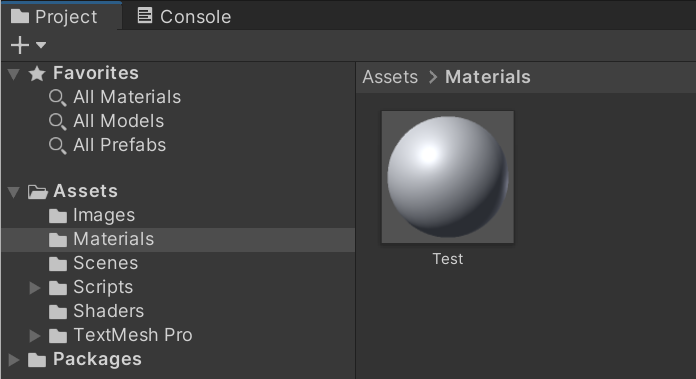 Project
Console
Favorites
All Materials
All Models
All Prefabs
Assets
Images
Materials
Scenes
Scripts
Shaders
TextMesh Pro
Packages
Assets > Materials
Test